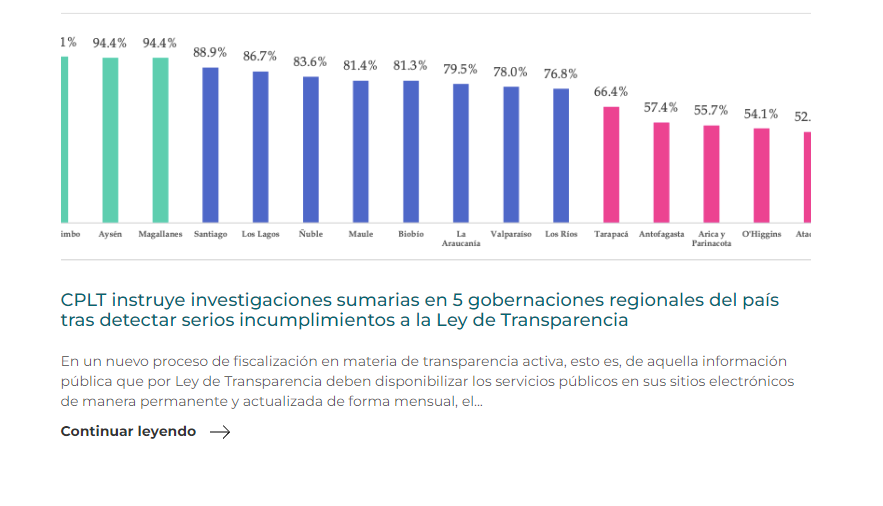 1% 94.4% 94.4% 88.9% 86.7% 83.6% 81.4% 81.3% 79.5% 78.0% 76.8% 66.4% 57.4% 55.7% 54.1% 52.
imbo Aysén Magallanes Santiago Los Lagos Ñuble Maule Biobío La Araucanía Valparaíso Los Ríos Tarapacá Antofagasta Arica y Parinacota O'Higgins Ata
CPLT instruye investigaciones sumarias en 5 gobernaciones regionales del país
tras detectar serios incumplimientos a la Ley de Transparencia
En un nuevo proceso de fiscalización en materia de transparencia activa, esto es, de aquella información
pública que por Ley de Transparencia deben disponibilizar los servicios públicos en sus sitios electrónicos
de manera permanente y actualizada de forma mensual, el...
Continuar leyendo